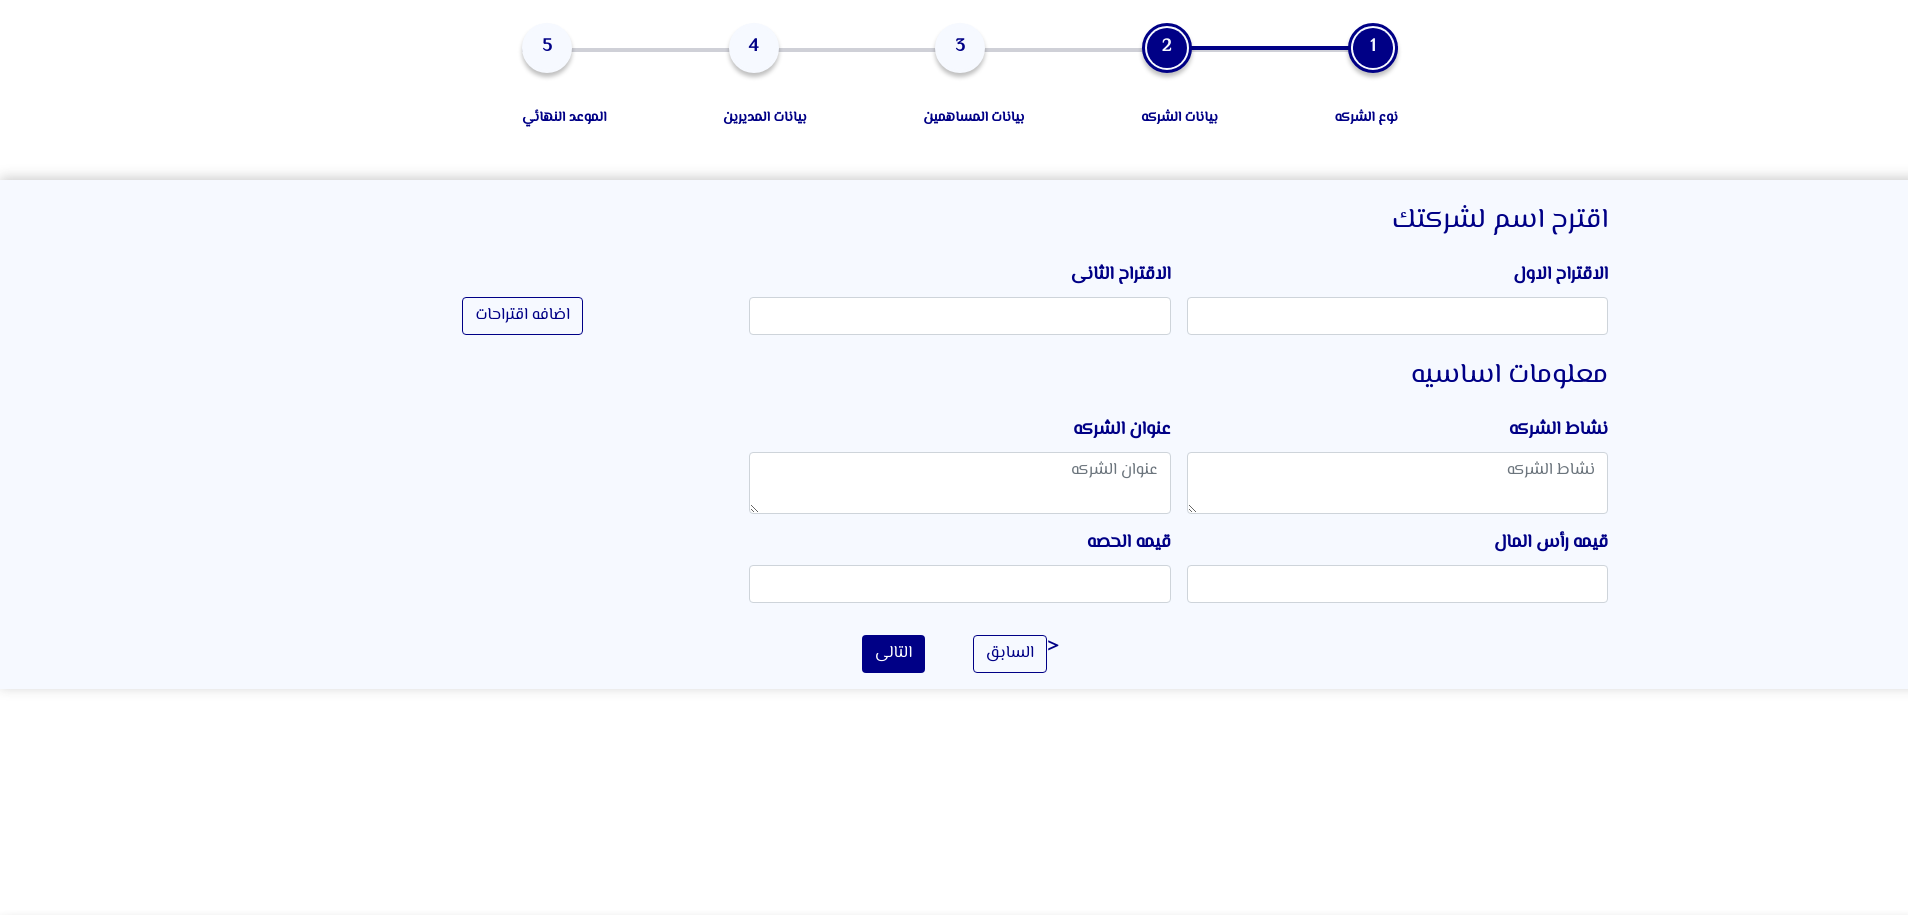 1 2 3 4 5
نوع الشركه بيانات الشركه بيانات المساهمين بيانات المديرين الموعد النهائي
اقترح اسم لشركتك
الاقتراح الاول الاقتراح الثانى
اضافه اقتراحات
معلومات اساسيه
نشاط الشركه عنوان الشركه
نشاط الشركه عنوان الشركه
قيمه رأس المال قيمه الحصه
> السابق التالى